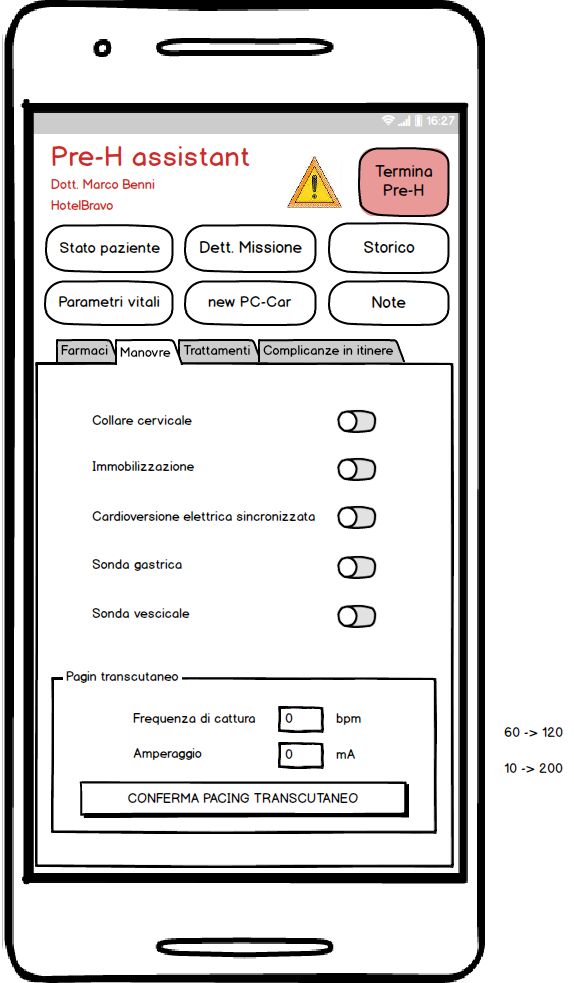 16:27
Pre-H assistant
Dott. Marco Benni
HotelBravo
Termina
Pre-H
Stato paziente
Dett. Missione
Storico
Parametri vitali
new PC-Car
Note
Farmaci
Manovre
Trattamenti
Complicanze in itinere
Collare cervicale
Immobilizzazione
Cardioversione elettrica sincronizzata
Sonda gastrica
Sonda vescicale
Pagin transcutaneo
Frequenza di cattura 0 bpm
60 -> 120
Amperaggio 0 mA
10 -> 200
CONFERMA PACING TRANSCUTANEO